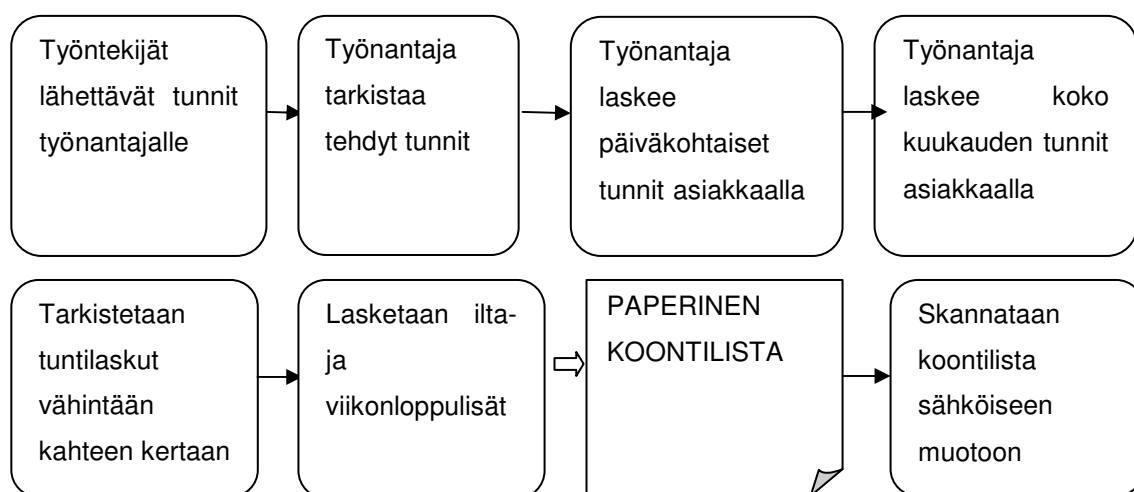 Työntekijät
lähettävät tunnit
työnantajalle
Työnantaja
tarkistaa
tehdyt tunnit
Työnantaja
laskee
päiväkohtaiset
tunnit asiakkaalla
Työnantaja
laskee koko
kuukauden tunnit
asiakkaalla
Tarkistetaan
tuntilaskut
vähintään
kahteen kertaan
Lasketaan ilta-
ja
viikonloppulisät
PAPERINEN
KOONTILISTA
Skannataan
koontilista
sähköiseen
muotoon